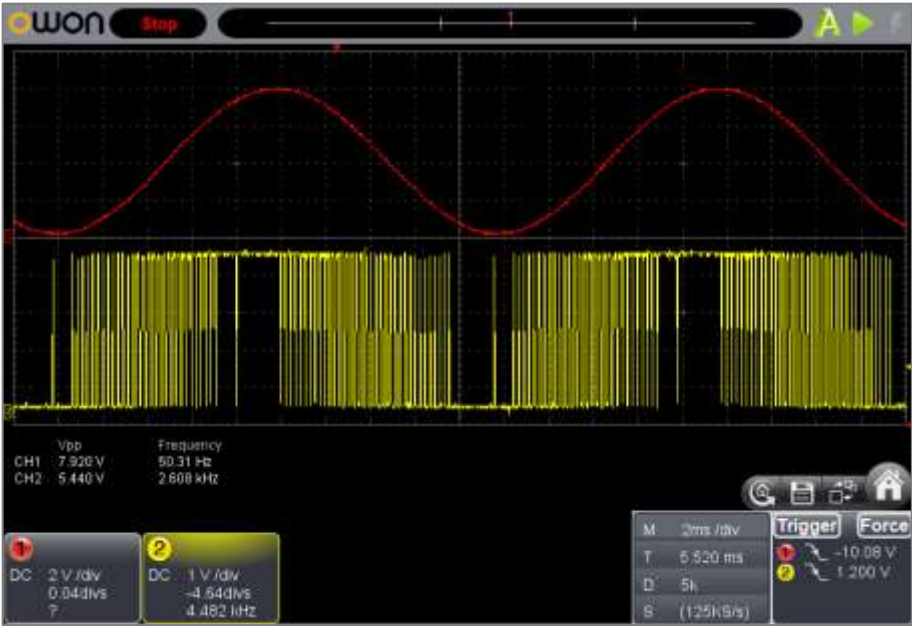 owon Stop
A
Vpp Frequency
CH1 7.920 V 50.31 Hz
CH2 5.440 V 2.608 kHz
Trigger Force
M 2ms /div
1 -10.08 V
T 5.520 ms
2 1.200 V
D 5k
S (125KS/s)
1 2
DC 2 V /div DC 1 V /div
0.04divs -4.64divs
? 4.482 kHz